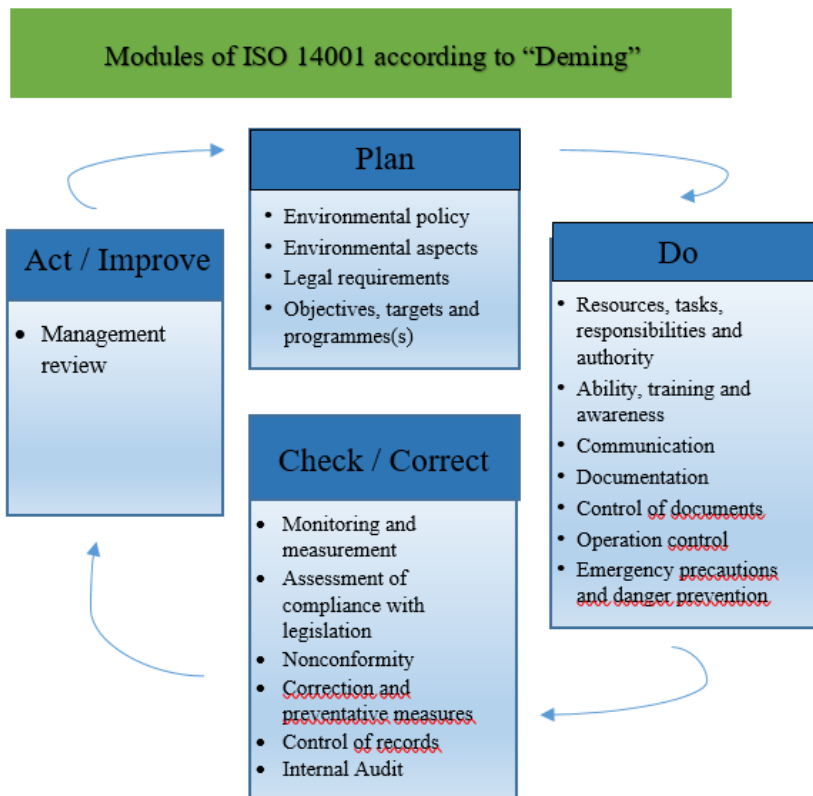 Modules of ISO 14001 according to “Deming”
Plan
• Environmental policy
• Environmental aspects
• Legal requirements
• Objectives, targets and
programmes(s)
Do
• Resources, tasks,
responsibilities and
authority
• Ability, training and
awareness
• Communication
• Documentation
• Control of documents
• Operation control
• Emergency precautions
and danger prevention
Check / Correct
• Monitoring and
measurement
• Assessment of
compliance with
legislation
• Nonconformity
• Correction and
preventative measures
• Control of records
• Internal Audit
Act / Improve
• Management
review